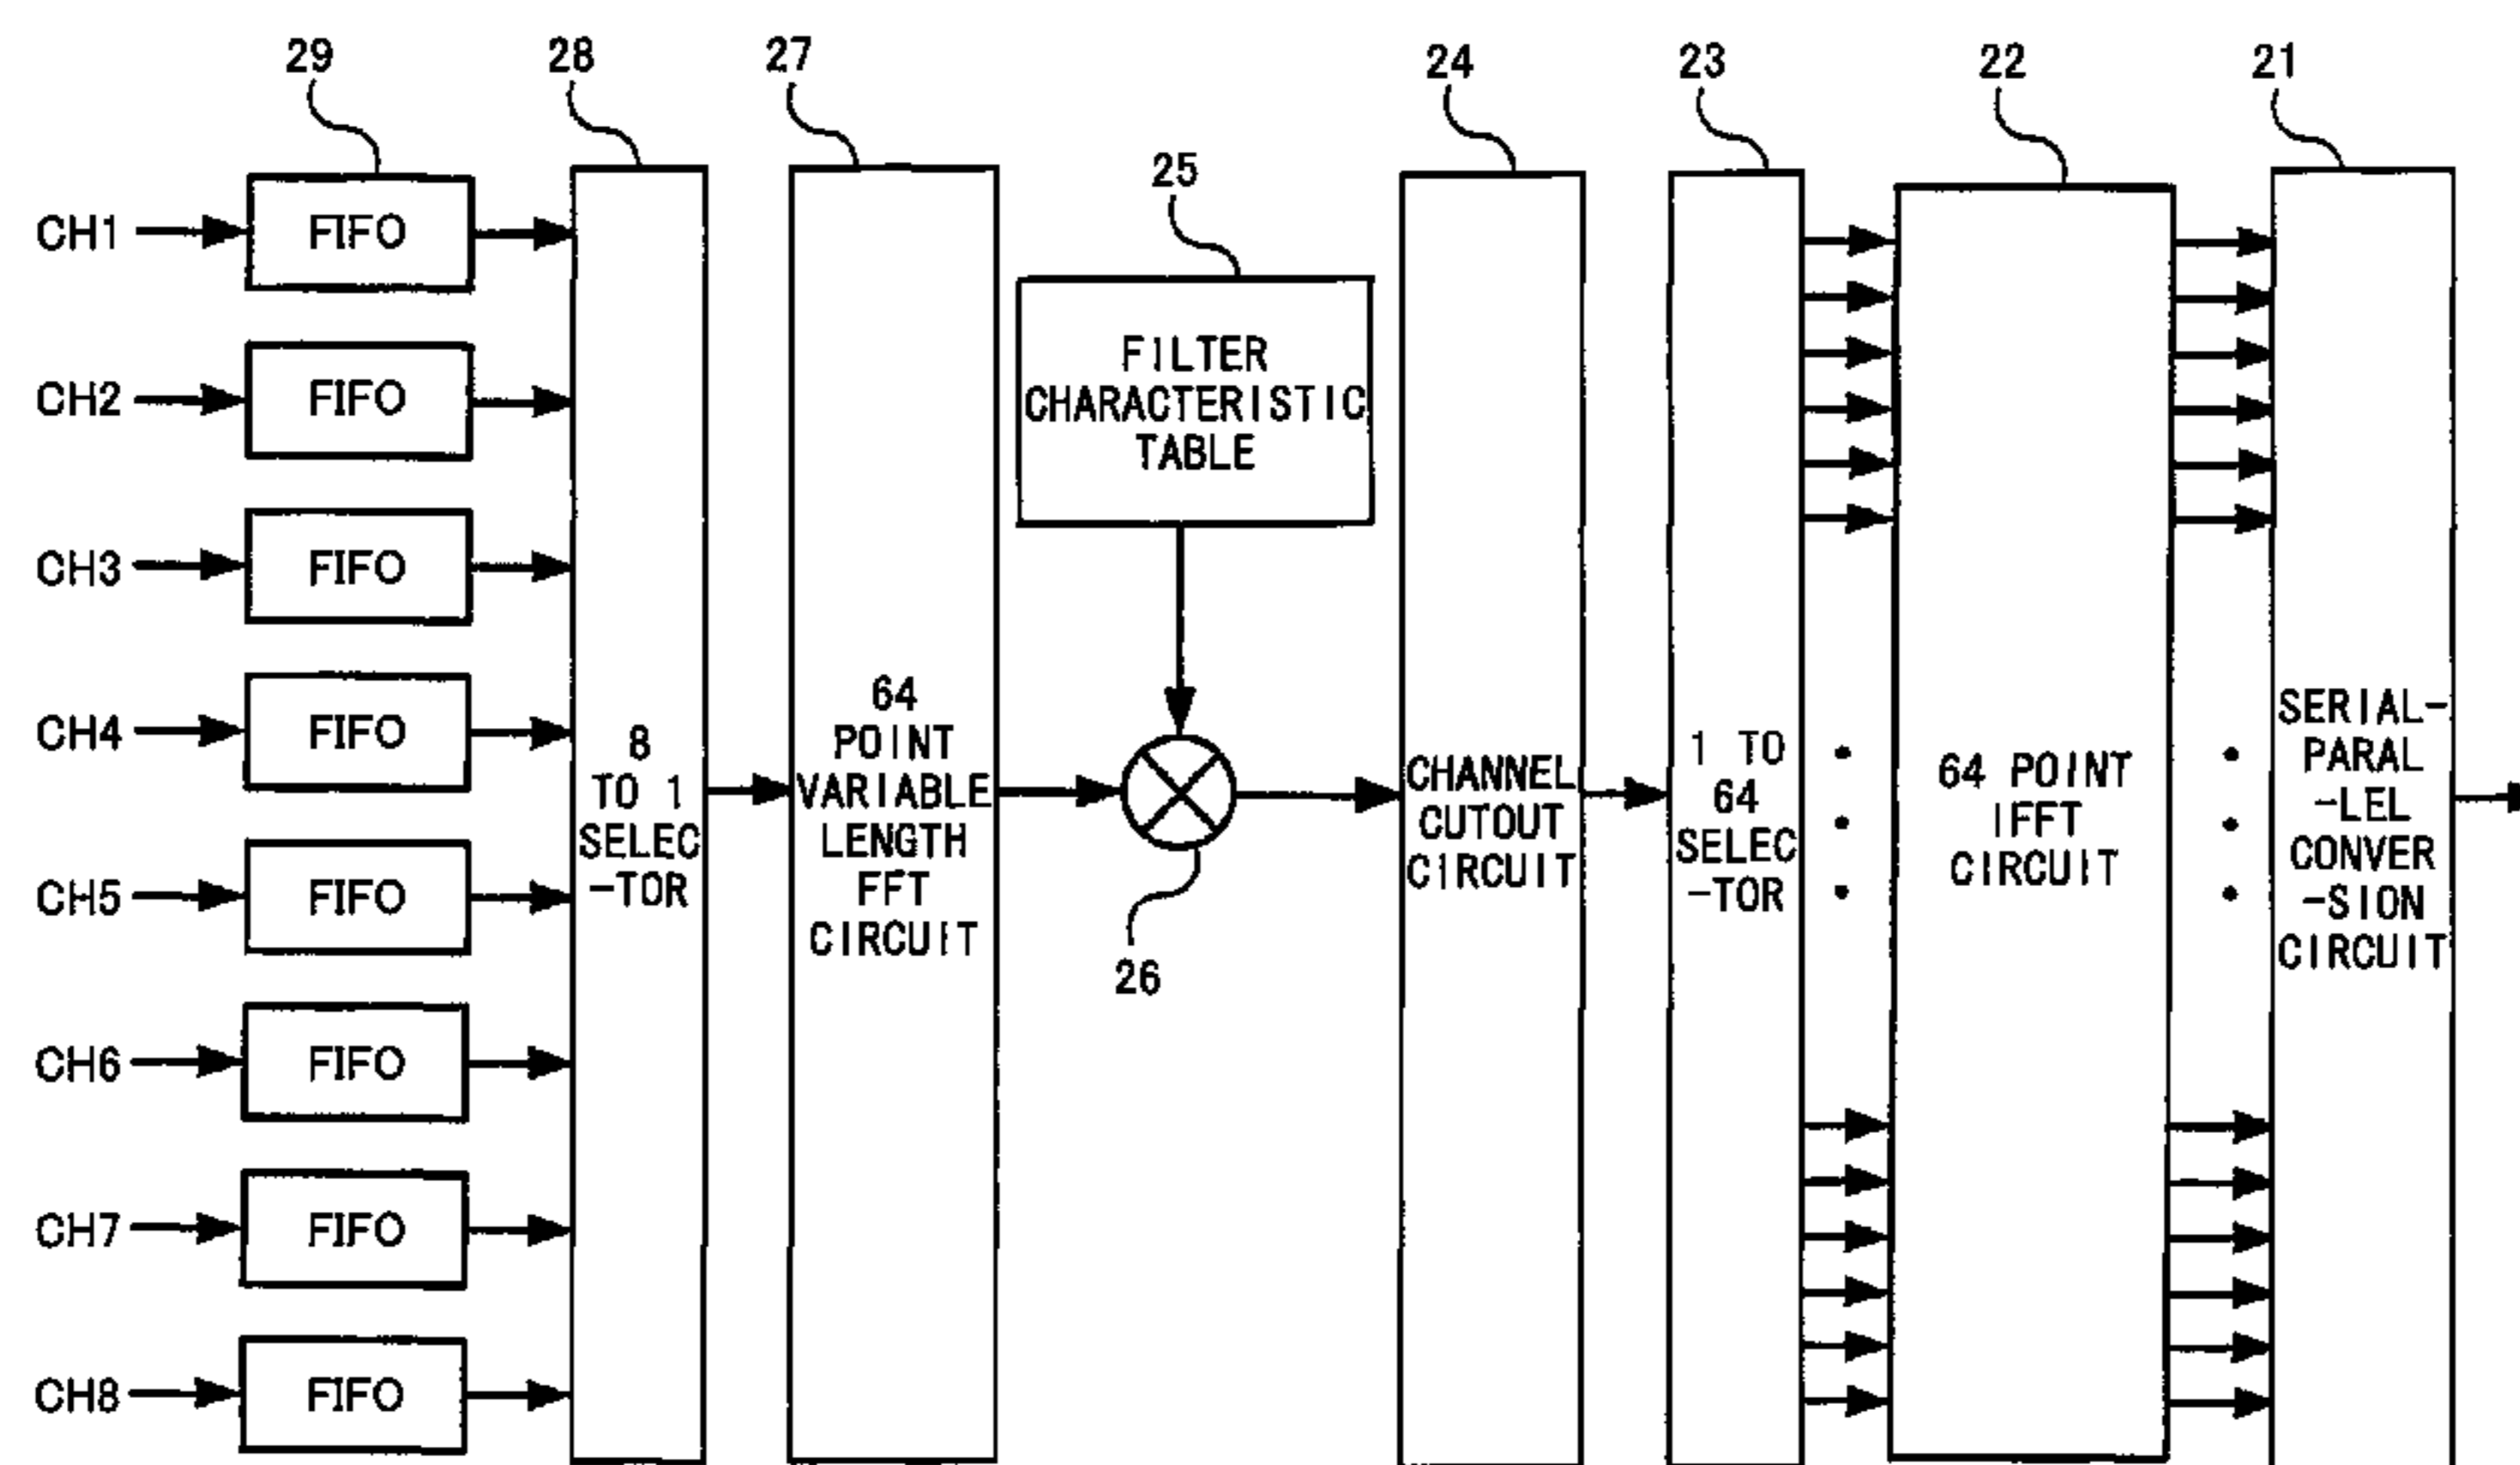 29
28
27
24
23
22
21
25
CH1
FIFO
CH2
FIFO
CH3
FIFO
CH4
FIFO
CH5
FIFO
CH6
FIFO
CH7
FIFO
CH8
FIFO
8
TO 1
SELEC
-TOR
64
POINT
VARIABLE
LENGTH
FFT
CIRCUIT
FILTER
CHARACTERISTIC
TABLE
26
CHANNEL
CUTOUT
CIRCUIT
1 TO
64
SELEC
-TOR
64 POINT
IFFT
CIRCUIT
SERIAL-
PARAL
-LEL
CONVER
-SION
CIRCUIT